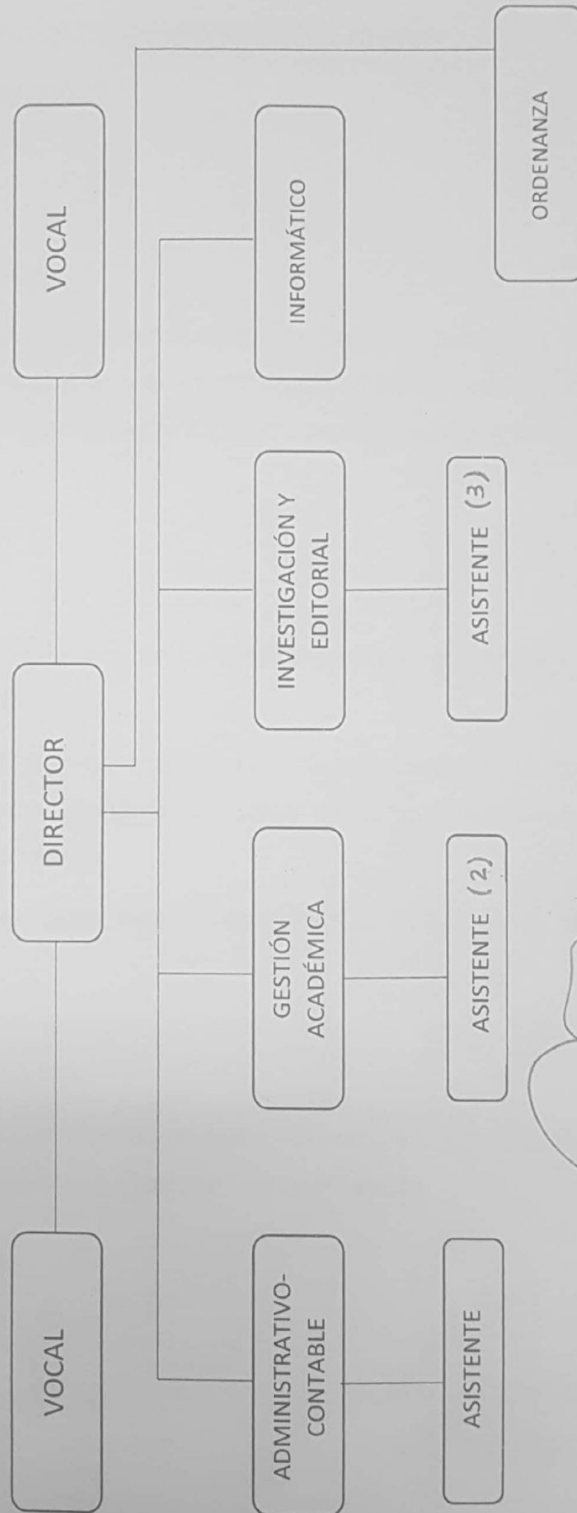 VOCAL
DIRECTOR
VOCAL
ADMINISTRATIVO-
CONTABLE
GESTIÓN
ACADÉMICA
INVESTIGACIÓN Y
EDITORIAL
INFORMÁTICO
ASISTENTE
ASISTENTE (2)
ASISTENTE (3)
ORDENANZA